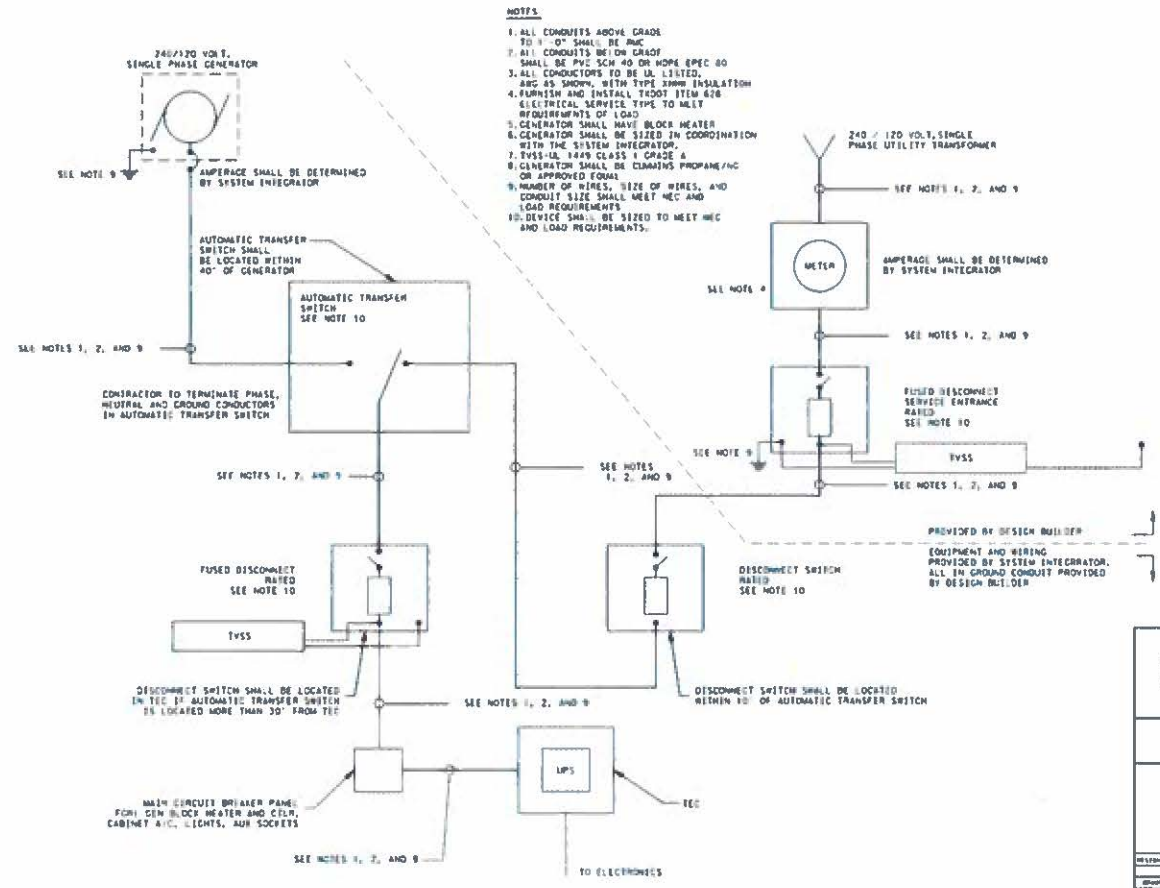 NOTES
1. ALL CONDUITS ABOVE GRADE
TO -0" SHALL BE RMC
2. ALL CONDUITS BELOW GRADE
SHALL BE PVC SCH 40 OR HDPE SPEC 80
3. ALL CONDUCTORS TO BE UL LISTED,
AWG AS SHOWN, WITH TYPE XHHW INSULATION
4. FURNISH AND INSTALL TXDOT ITEM 628
ELECTRICAL SERVICE TYPE TO MEET
REQUIREMENTS OF LOAD
5. GENERATOR SHALL HAVE BLOCK HEATER
6. GENERATOR SHALL BE SIZED IN COORDINATION
WITH THE SYSTEM INTEGRATOR.
7. TVSS-UL 1449 CLASS 1 GRADE A
8. GENERATOR SHALL BE CUMMINS PROPANE/NG
OR APPROVED EQUAL
9. NUMBER OF WIRES, SIZE OF WIRES, AND
CONDUIT SIZE SHALL MEET NEC AND
LOAD REQUIREMENTS
10. DEVICE SHALL BE SIZED TO MEET NEC
AND LOAD REQUIREMENTS.
240/120 VOLT,
SINGLE PHASE GENERATOR
SEE NOTE 9
AMPERAGE SHALL BE DETERMINED
BY SYSTEM INTEGRATOR
240 / 120 VOLT, SINGLE
PHASE UTILITY TRANSFORMER
SEE NOTES 1, 2, AND 9
AUTOMATIC TRANSFER
SWITCH SHALL
BE LOCATED WITHIN
40' OF GENERATOR
METER
AMPERAGE SHALL BE DETERMINED
BY SYSTEM INTEGRATOR
SEE NOTE 4
AUTOMATIC TRANSFER
SWITCH
SEE NOTE 10
SEE NOTES 1, 2, AND 9
SEE NOTES 1, 2, AND 9
CONTRACTOR TO TERMINATE PHASE,
NEUTRAL AND GROUND CONDUCTORS
IN AUTOMATIC TRANSFER SWITCH
FUSED DISCONNECT
SERVICE ENTRANCE
RATED
SEE NOTE 10
SEE NOTE 9
TVSS
SEE NOTES 1, 2, AND 9
SEE NOTES
1, 2, AND 9
SEE NOTES 1, 2, AND 9
PROVIDED BY DESIGN BUILDER
EQUIPMENT AND WIRING
PROVIDED BY SYSTEM INTEGRATOR,
ALL IN GROUND CONDUIT PROVIDED
BY DESIGN BUILDER
FUSED DISCONNECT
RATED
SEE NOTE 10
DISCONNECT SWITCH
RATED
SEE NOTE 10
TVSS
DISCONNECT SWITCH SHALL BE LOCATED
IN TEC IF AUTOMATIC TRANSFER SWITCH
IS LOCATED MORE THAN 30' FROM TEC
SEE NOTES 1, 2, AND 9
DISCONNECT SWITCH SHALL BE LOCATED
WITHIN 10' OF AUTOMATIC TRANSFER SWITCH
UPS
TEC
MAIN CIRCUIT BREAKER PANEL
FOR: GEN BLOCK HEATER AND
CABINET A/C, LIGHTS, AUX SOCKETS
SEE NOTES 1, 2, AND 9
TO ELECTRONICS